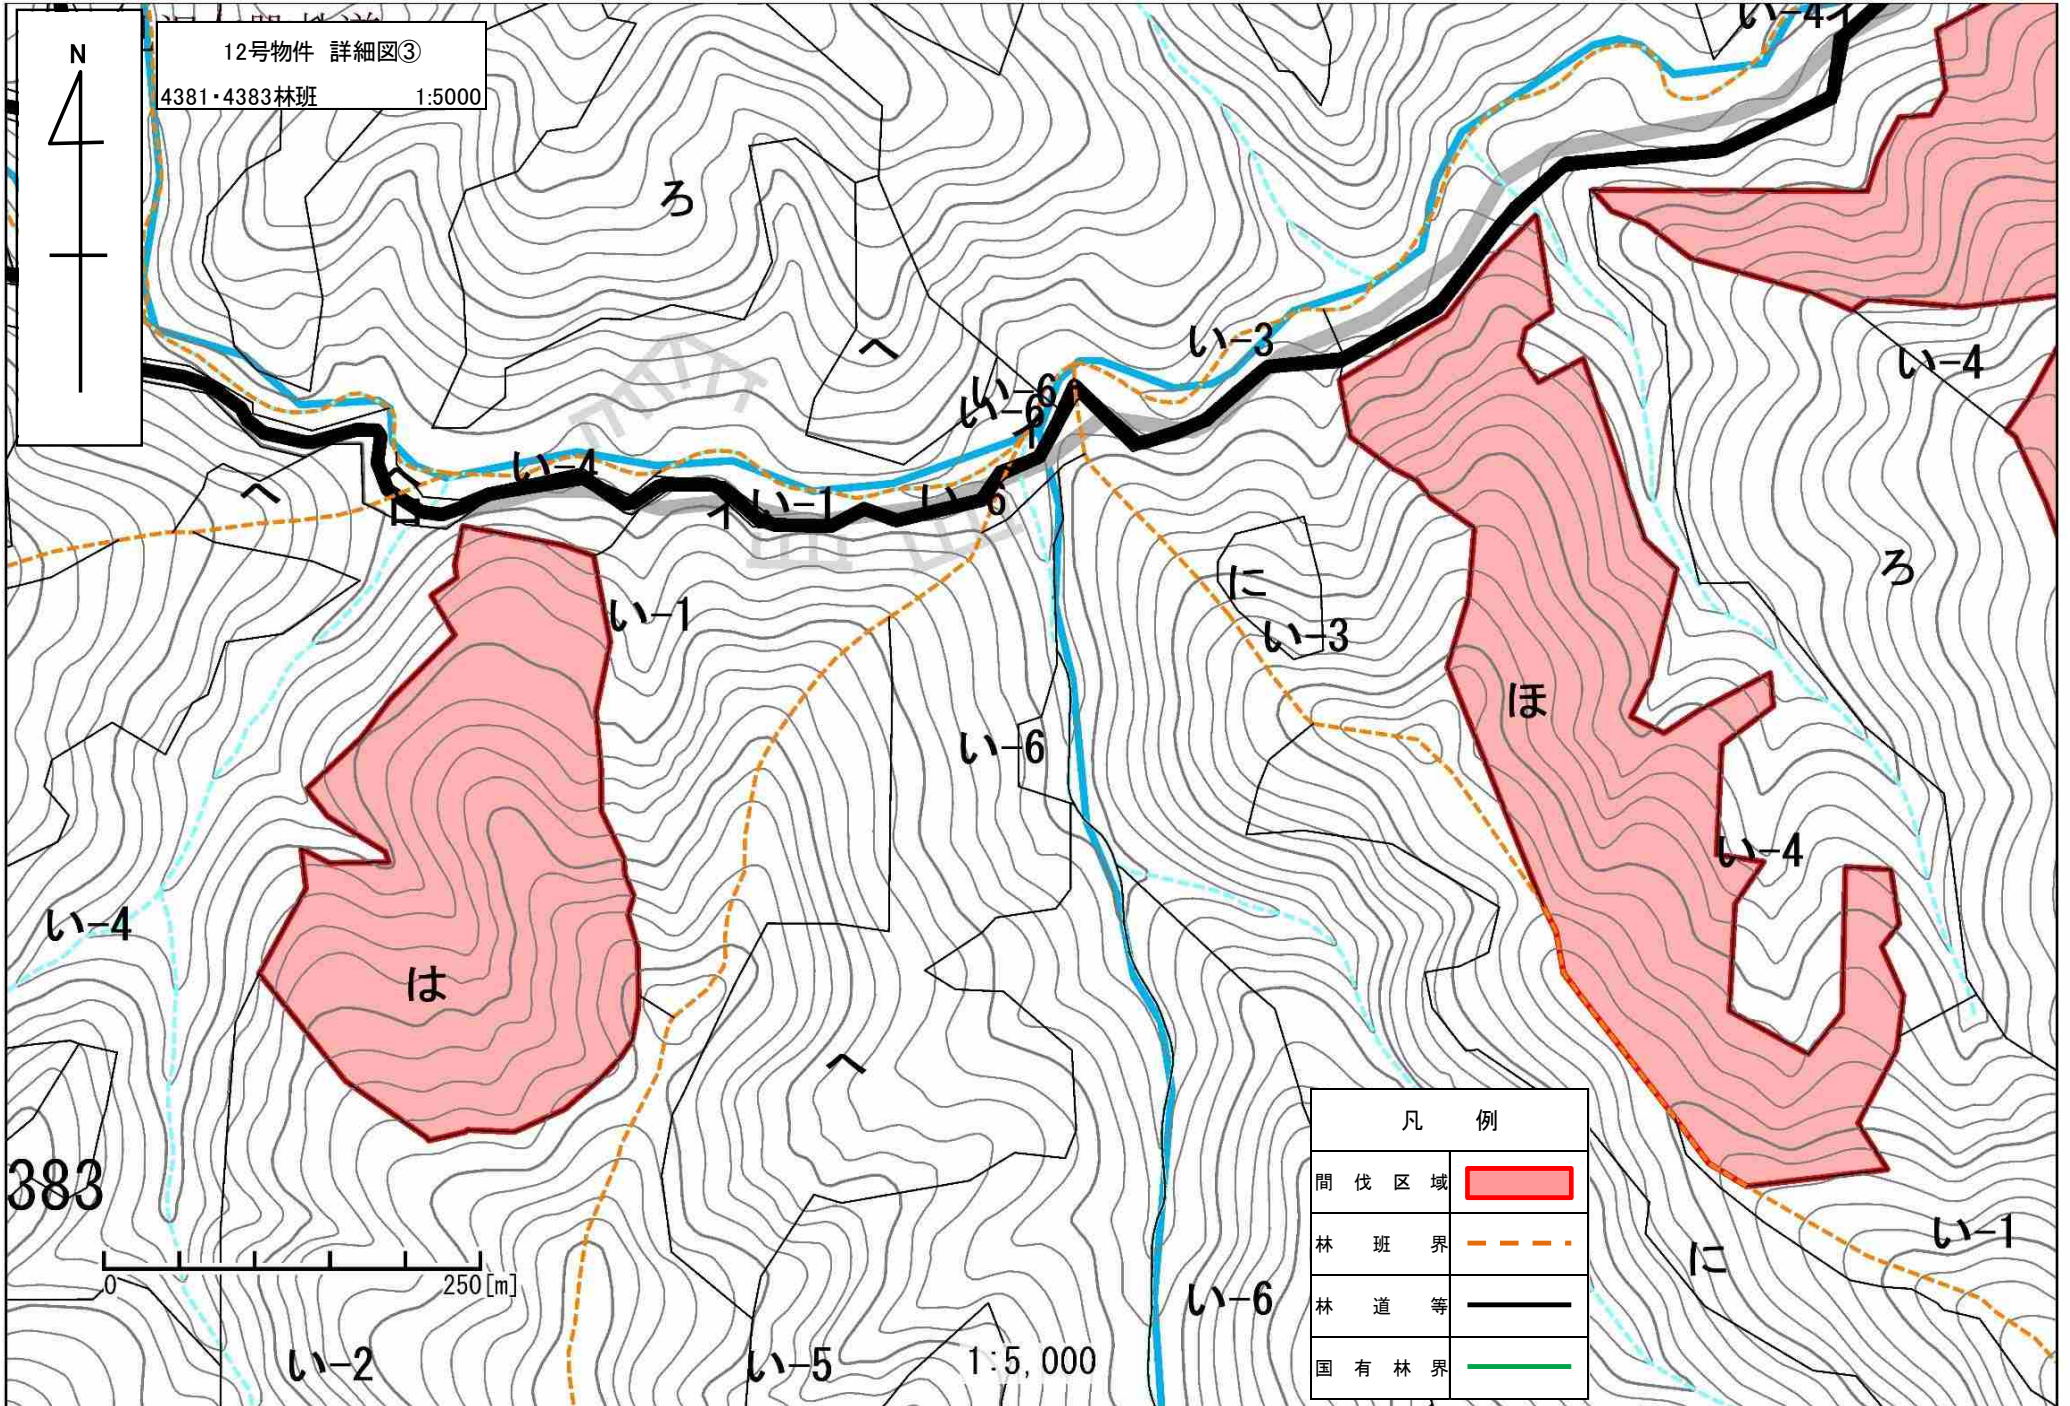 N
12号物件 詳細図③
4381・4383林班 1:5000
い-4イ
ろ
い-3
へ
い-4
い-6
い-6
イ
い-4
へ
へ
ロ
イ
い-1
い-6
ろ
に
い-1
い-3
ほ
い-6
い-4
い-4
は
へ
383
0 250[m]
い-2
い-5
1:5,000
い-6
に
い-1
凡 例
間伐区域
林班界
林道等
国有林界